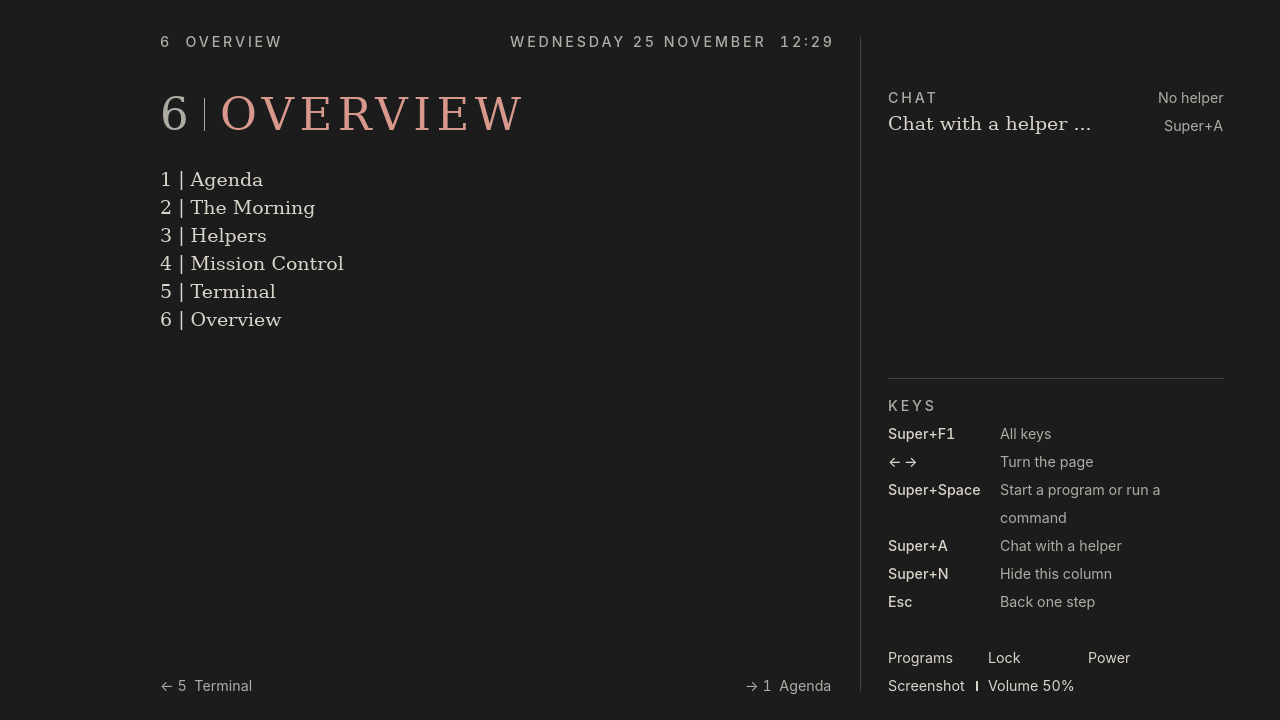 6 OVERVIEW
WEDNESDAY 25 NOVEMBER 12:29
6 | OVERVIEW
1 | Agenda
2 | The Morning
3 | Helpers
4 | Mission Control
5 | Terminal
6 | Overview
← 5 Terminal
→ 1 Agenda
CHAT No helper
Chat with a helper ... Super+A
KEYS
Super+F1 All keys
← → Turn the page
Super+Space Start a program or run a
command
Super+A Chat with a helper
Super+N Hide this column
Esc Back one step
Programs Lock Power
Screenshot Volume 50%